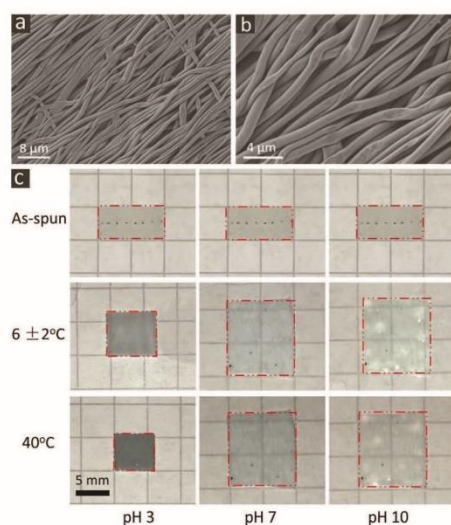 a
b
8 μm
4 μm
c
As-spun
6 ±2°C
40°C
5 mm
pH 3
pH 7
pH 10